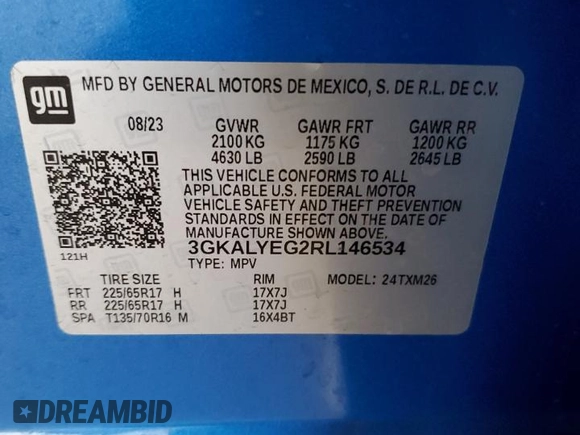 gm
MFD BY GENERAL MOTORS DE MEXICO, S. DE R.L. DE C.V.
08/23 GVWR GAWR FRT GAWR RR
2100 KG 1175 KG 1200 KG
4630 LB 2590 LB 2645 LB
THIS VEHICLE CONFORMS TO ALL
APPLICABLE U.S. FEDERAL MOTOR
VEHICLE SAFETY AND THEFT PREVENTION
STANDARDS IN EFFECT ON THE DATE OF
MANUFACTURE SHOWN ABOVE.
3GKALYEG2RL146534
121H
TYPE: MPV MODEL: 24TXM26
TIRE SIZE RIM
FRT 225/65R17 H 17X7J
RR 225/65R17 H 17X7J
SPA T135/70R16 M 16X4BT
DREAMBID